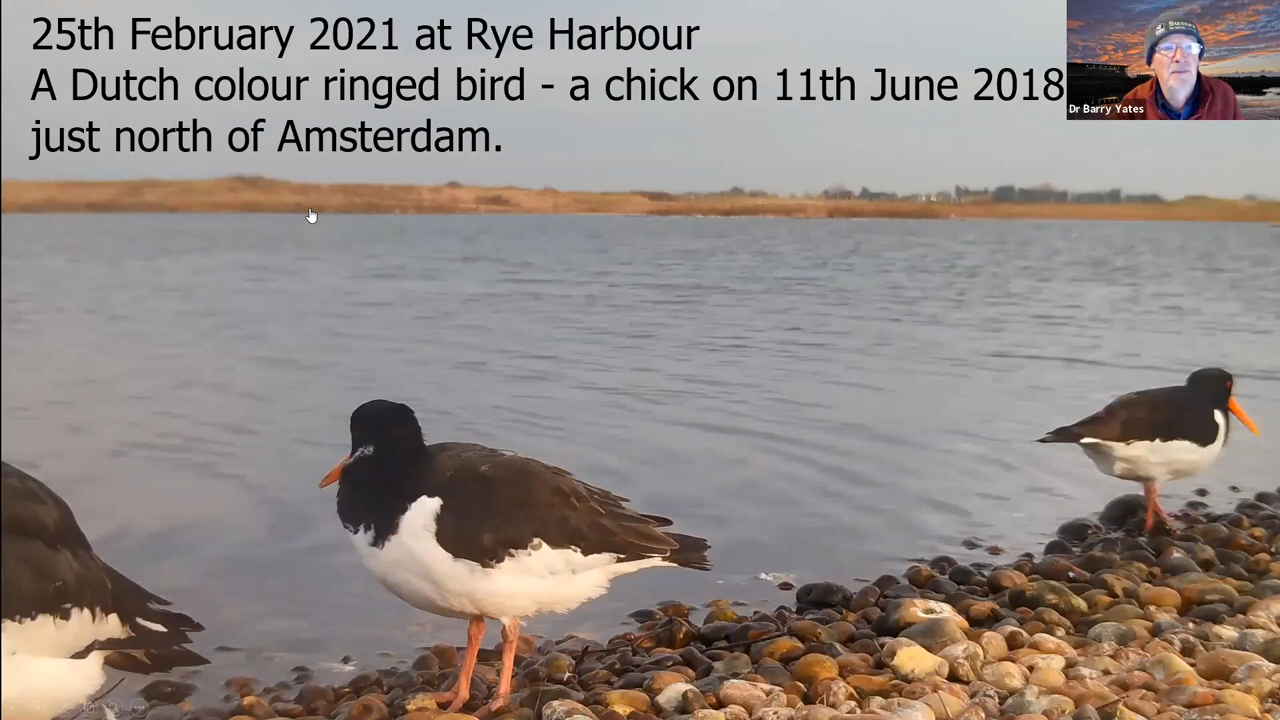 25th February 2021 at Rye Harbour
A Dutch colour ringed bird - a chick on 11th June 2018
just north of Amsterdam.
Dr Barry Yates
Sussex